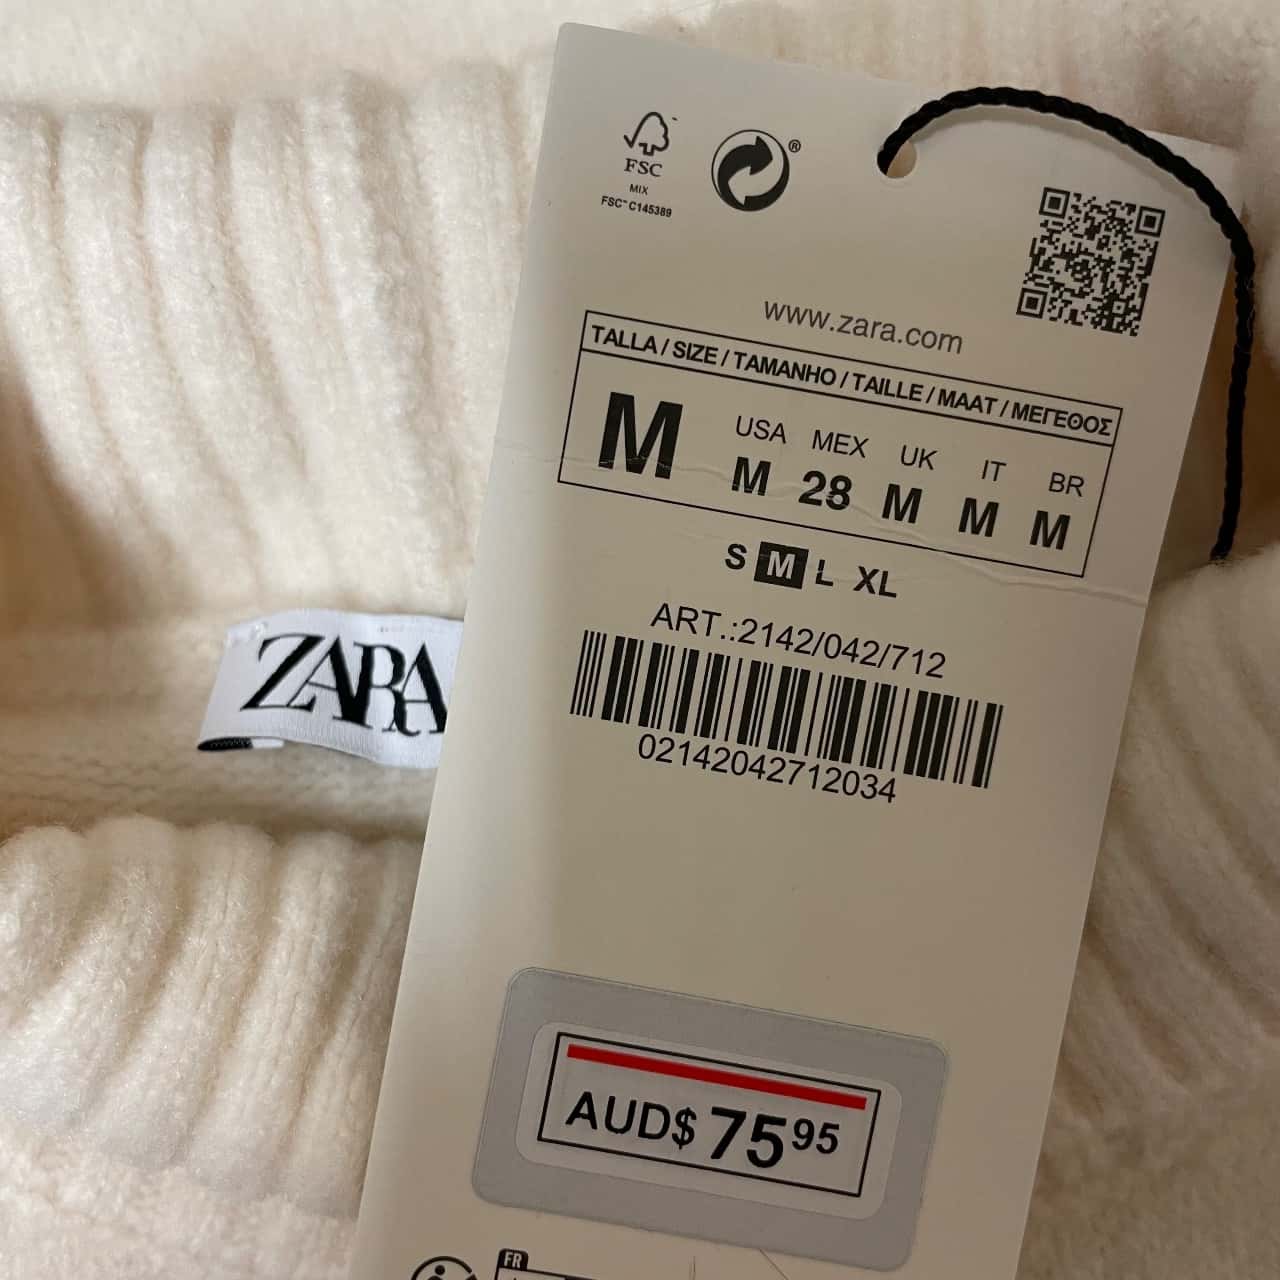 FSC
MIX
FSC™ C145389
®
www.zara.com
TALLA / SIZE / TAMANHO / TAILLE / MAAT / ΜΕΓΕΘΟΣ
USA MEX UK IT BR
M M 28 M M M
S M L XL
ART.:2142/042/712
02142042712034
ZARA
AUD$ 75 95
FR